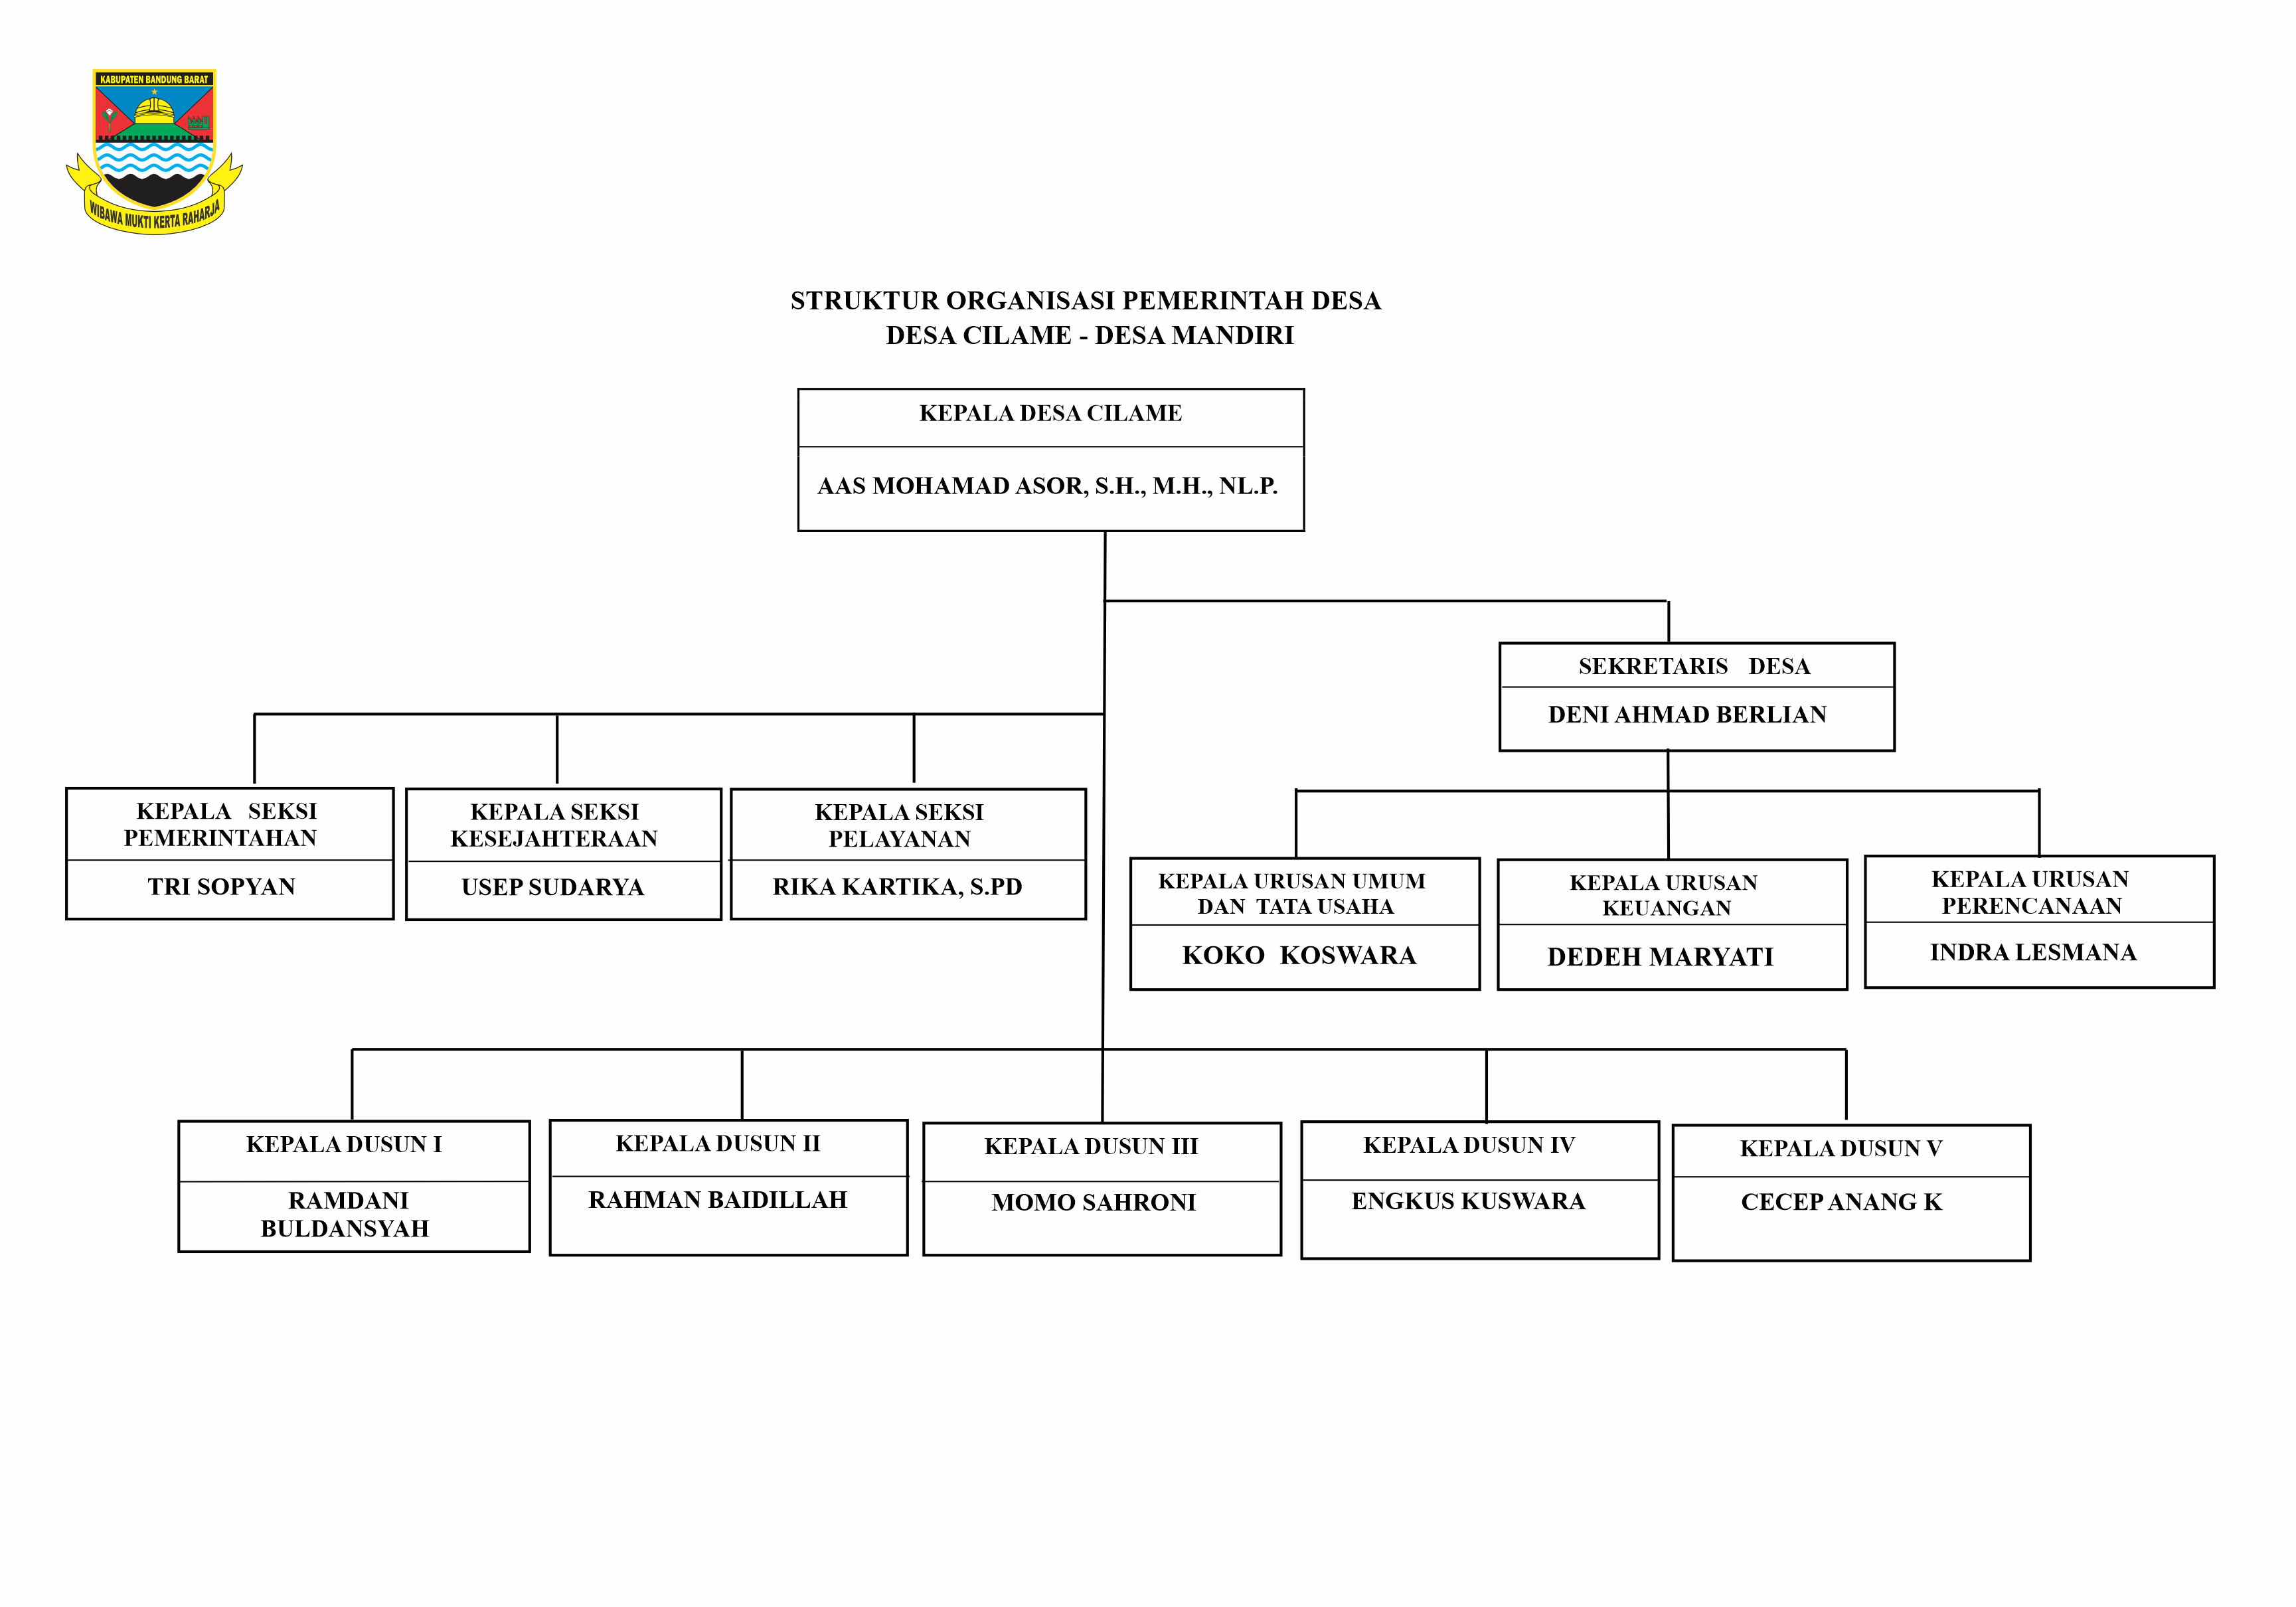 KABUPATEN BANDUNG BARAT
WIBAWA MUKTI KERTA RAHARJA
STRUKTUR ORGANISASI PEMERINTAH DESA
DESA CILAME - DESA MANDIRI
KEPALA DESA CILAME
AAS MOHAMAD ASOR, S.H., M.H., NL.P.
SEKRETARIS DESA
DENI AHMAD BERLIAN
KEPALA SEKSI
PEMERINTAHAN
TRI SOPYAN
KEPALA SEKSI
KESEJAHTERAAN
USEP SUDARYA
KEPALA SEKSI
PELAYANAN
RIKA KARTIKA, S.PD
KEPALA URUSAN UMUM
DAN TATA USAHA
KOKO KOSWARA
KEPALA URUSAN
KEUANGAN
DEDEH MARYATI
KEPALA URUSAN
PERENCANAAN
INDRA LESMANA
KEPALA DUSUN I
RAMDANI
BULDANSYAH
KEPALA DUSUN II
RAHMAN BAIDILLAH
KEPALA DUSUN III
MOMO SAHRONI
KEPALA DUSUN IV
ENGKUS KUSWARA
KEPALA DUSUN V
CECEP ANANG K